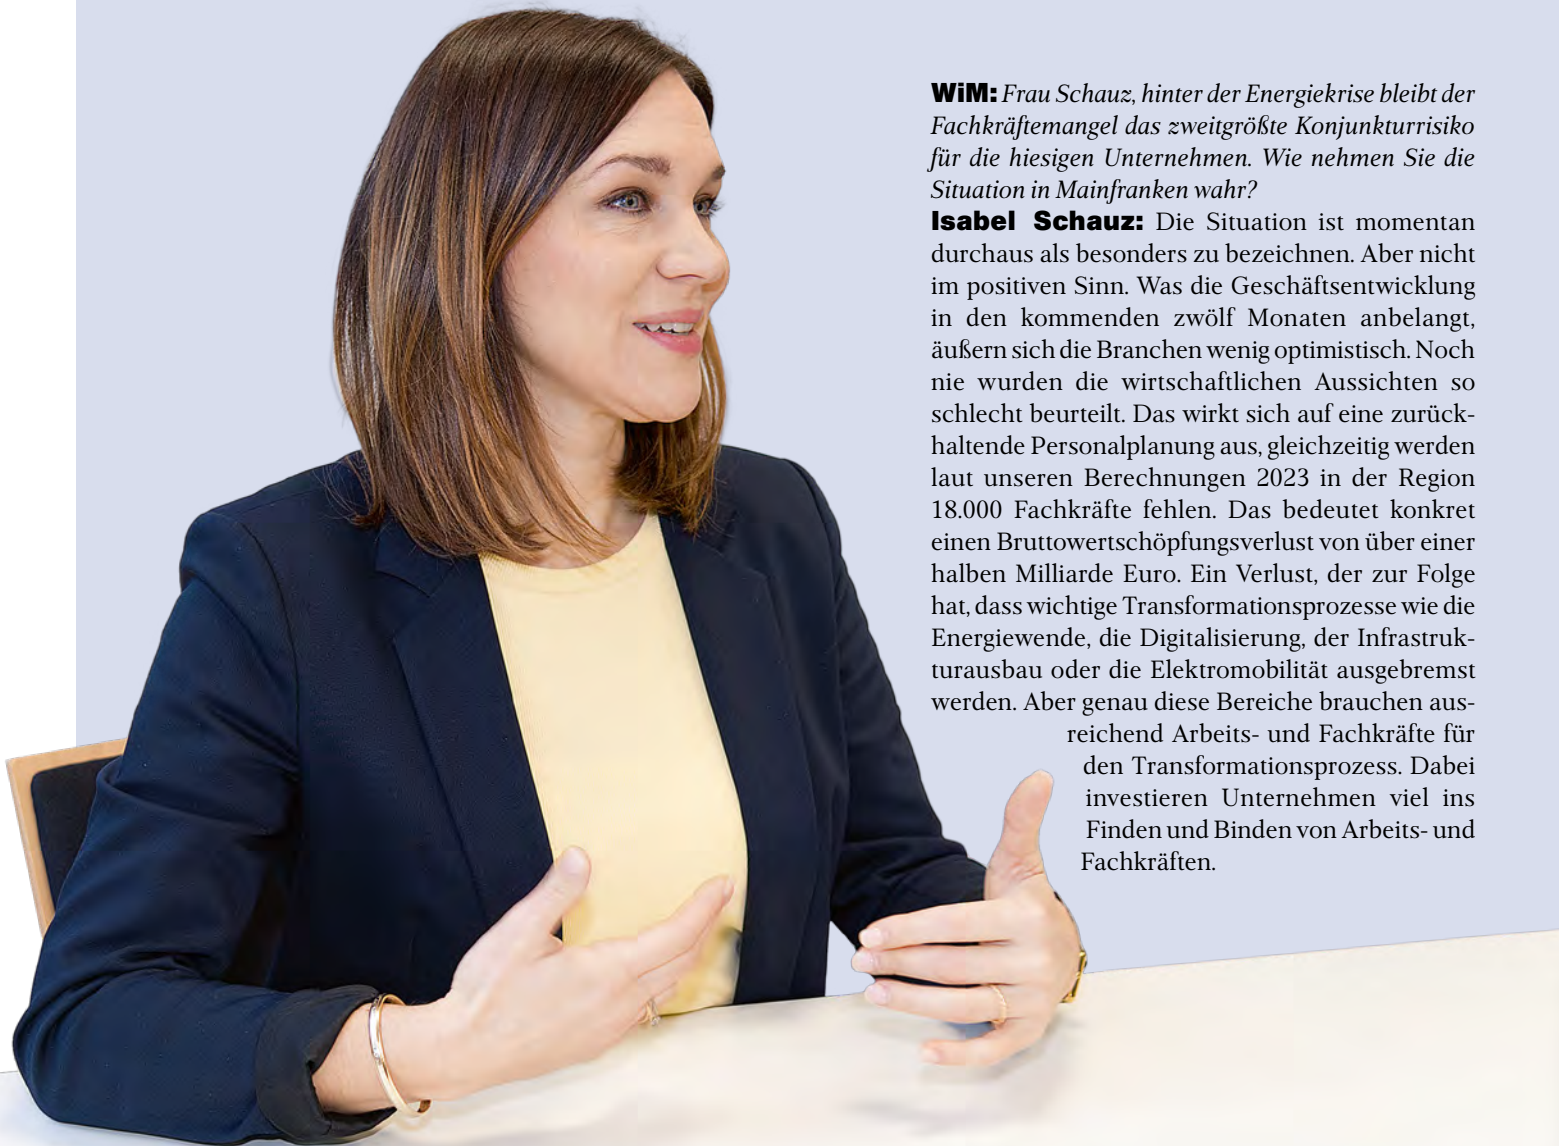 WiM: Frau Schauz, hinter der Energiekrise bleibt der
Fachkräftemangel das zweitgrößte Konjunkturrisiko
für die hiesigen Unternehmen. Wie nehmen Sie die
Situation in Mainfranken wahr?
Isabel Schauz: Die Situation ist momentan
durchaus als besonders zu bezeichnen. Aber nicht
im positiven Sinn. Was die Geschäftsentwicklung
in den kommenden zwölf Monaten anbelangt,
äußern sich die Branchen wenig optimistisch. Noch
nie wurden die wirtschaftlichen Aussichten so
schlecht beurteilt. Das wirkt sich auf eine zurück-
haltende Personalplanung aus, gleichzeitig werden
laut unseren Berechnungen 2023 in der Region
18.000 Fachkräfte fehlen. Das bedeutet konkret
einen Bruttowertschöpfungsverlust von über einer
halben Milliarde Euro. Ein Verlust, der zur Folge
hat, dass wichtige Transformationsprozesse wie die
Energiewende, die Digitalisierung, der Infrastruk-
turausbau oder die Elektromobilität ausgebremst
werden. Aber genau diese Bereiche brauchen aus-
reichend Arbeits- und Fachkräfte für
den Transformationsprozess. Dabei
investieren Unternehmen viel ins
Finden und Binden von Arbeits- und
Fachkräften.